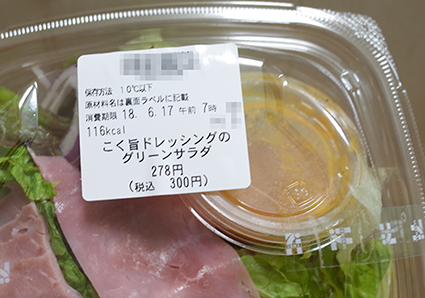 保存方法 10℃以下
原材料名は裏面ラベルに記載
消費期限 18. 6.17 午前 7時
116kcal
こく旨ドレッシングの
グリーンサラダ
278円
(税込 300円)